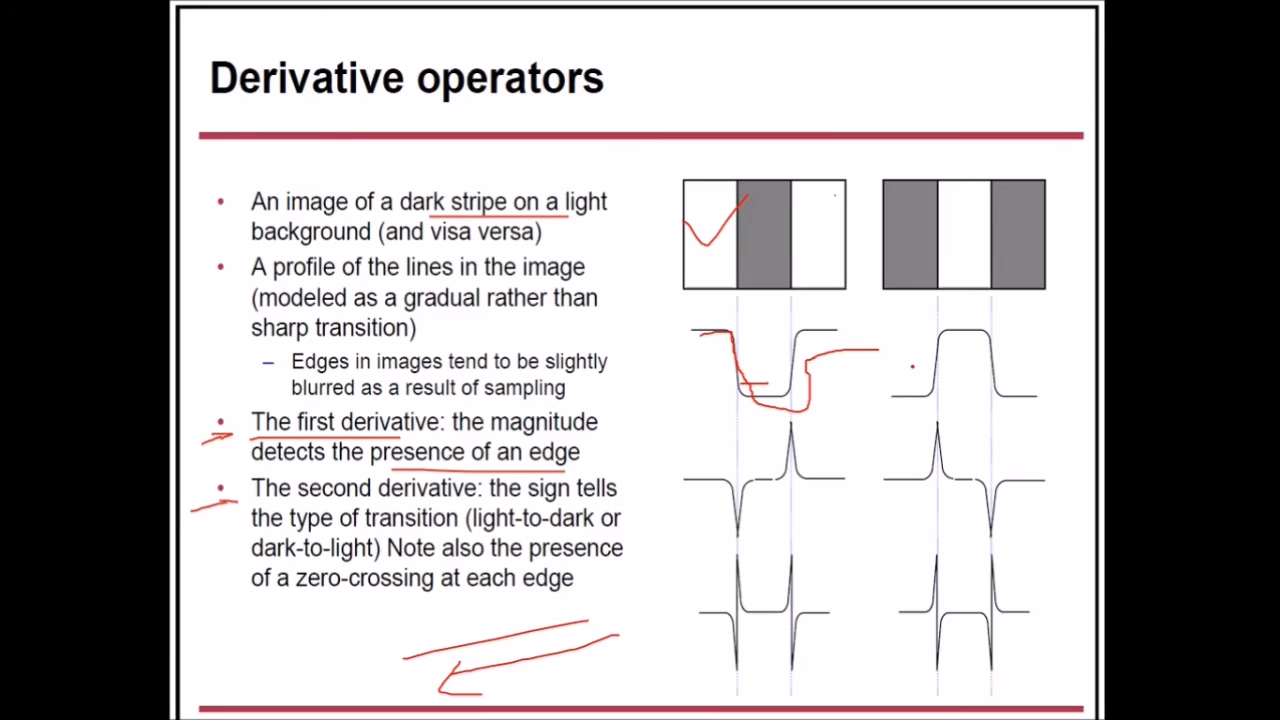 Derivative operators
• An image of a dark stripe on a light
background (and visa versa)
• A profile of the lines in the image
(modeled as a gradual rather than
sharp transition)
– Edges in images tend to be slightly
blurred as a result of sampling
• The first derivative: the magnitude
detects the presence of an edge
• The second derivative: the sign tells
the type of transition (light-to-dark or
dark-to-light) Note also the presence
of a zero-crossing at each edge